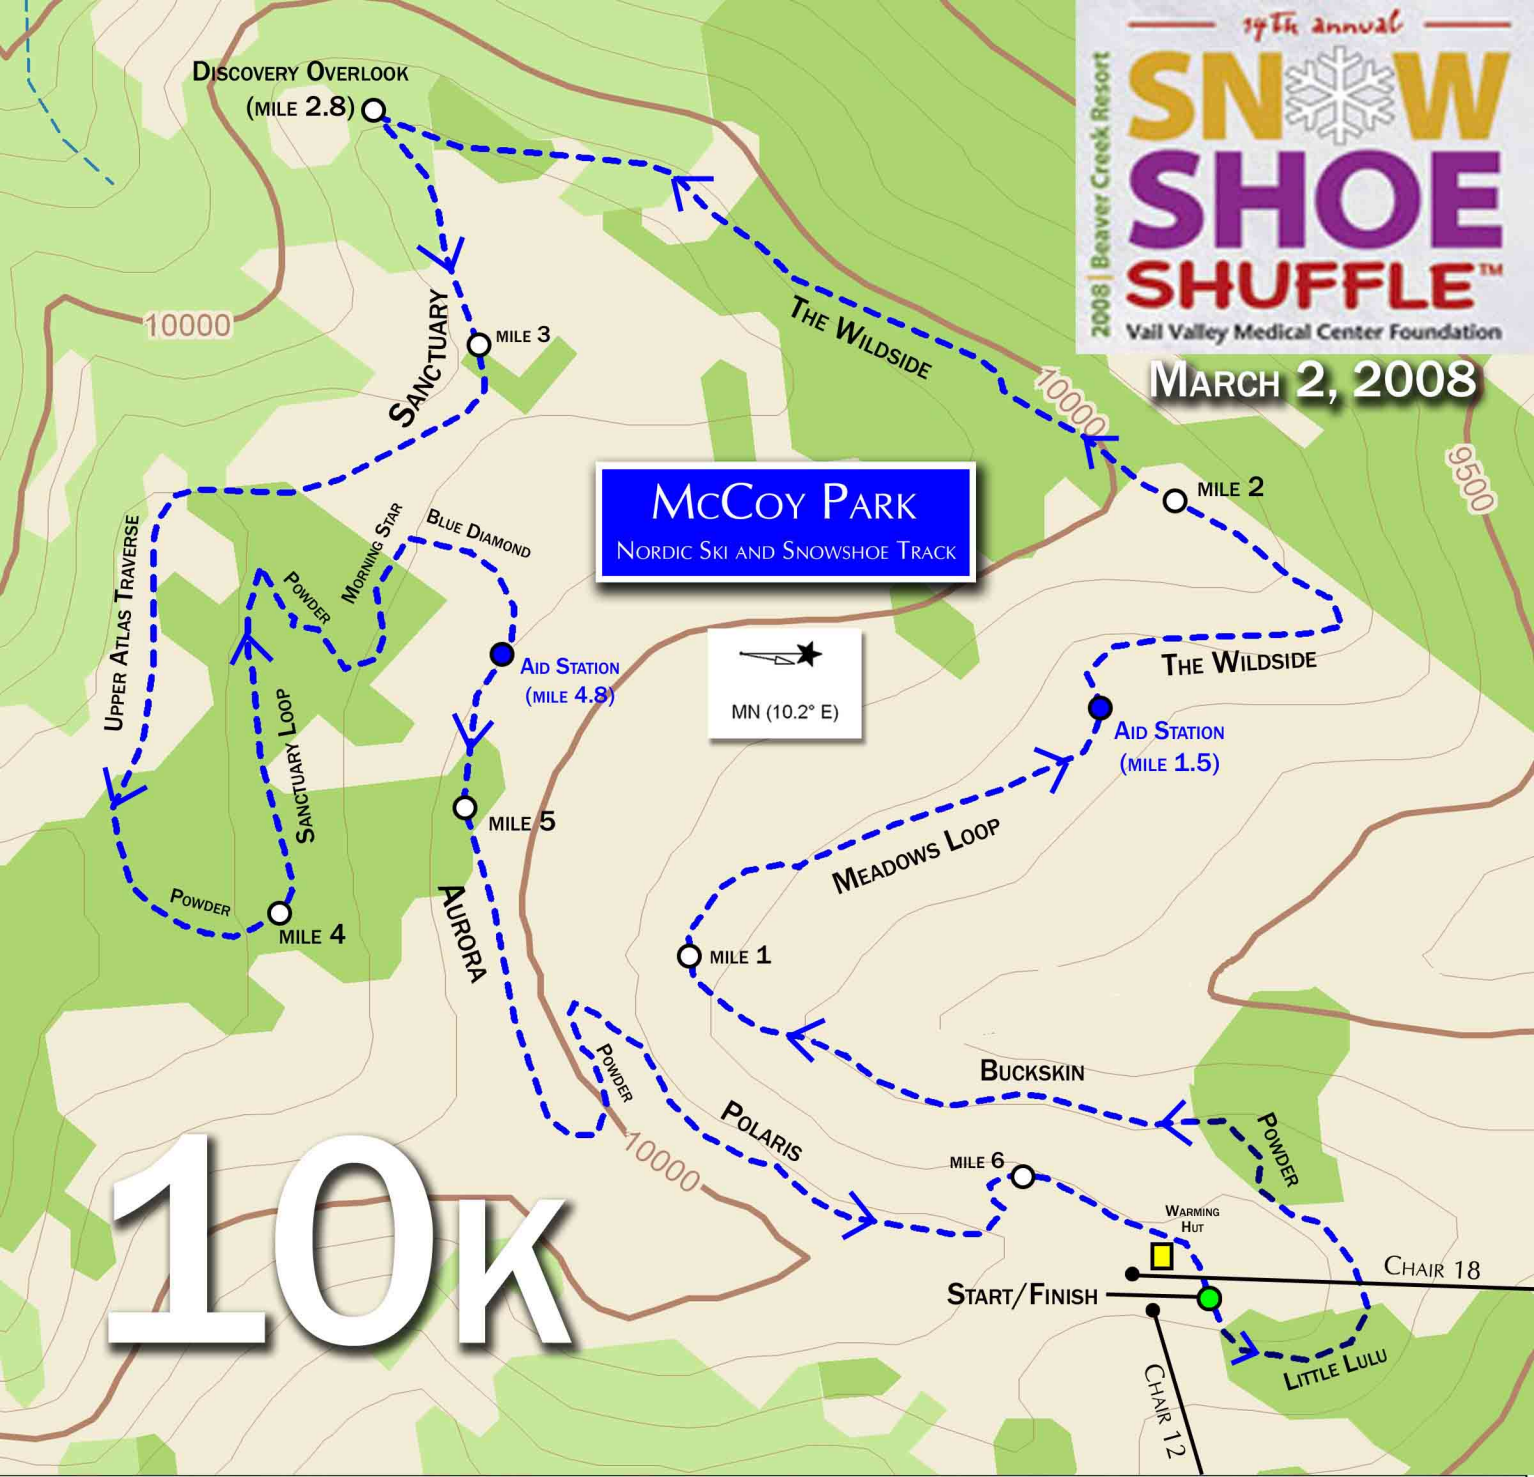 14th annual
SNOW
SHOE
SHUFFLE™
Vail Valley Medical Center Foundation
2008 | Beaver Creek Resort
MARCH 2, 2008
DISCOVERY OVERLOOK
(MILE 2.8)
10000
SANCTUARY
MILE 3
THE WILDSIDE
10000
9500
MILE 2
MCCOY PARK
NORDIC SKI AND SNOWSHOE TRACK
MN (10.2° E)
UPPER ATLAS TRAVERSE
POWDER
MORNING STAR
BLUE DIAMOND
AID STATION
(MILE 4.8)
THE WILDSIDE
AID STATION
(MILE 1.5)
SANCTUARY LOOP
MILE 5
MEADOWS LOOP
POWDER
MILE 4
AURORA
MILE 1
POWDER
BUCKSKIN
POLARIS
POWDER
10000
MILE 6
WARMING
HUT
CHAIR 18
START/FINISH
LITTLE LULU
CHAIR 12
10K